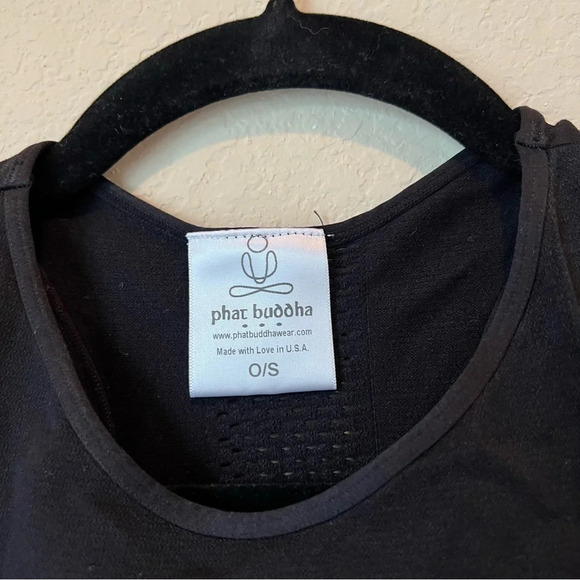 phat buddha
www.phatbuddhawear.com
Made with Love in U.S.A.
O/S